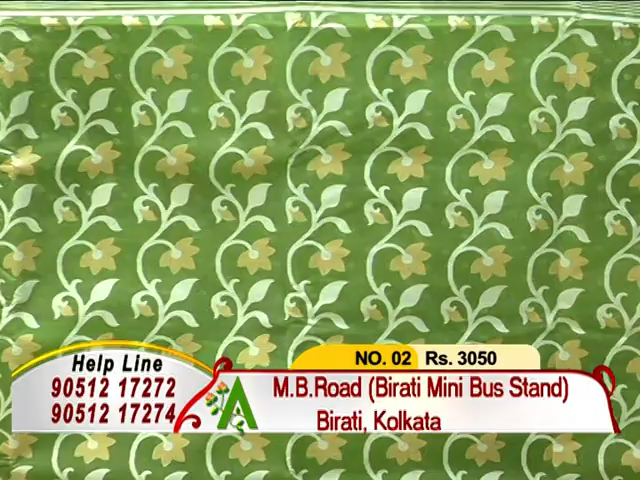 NO. 02 Rs. 3050
Help Line
90512 17272
90512 17274
M.B.Road (Birati Mini Bus Stand)
Birati, Kolkata